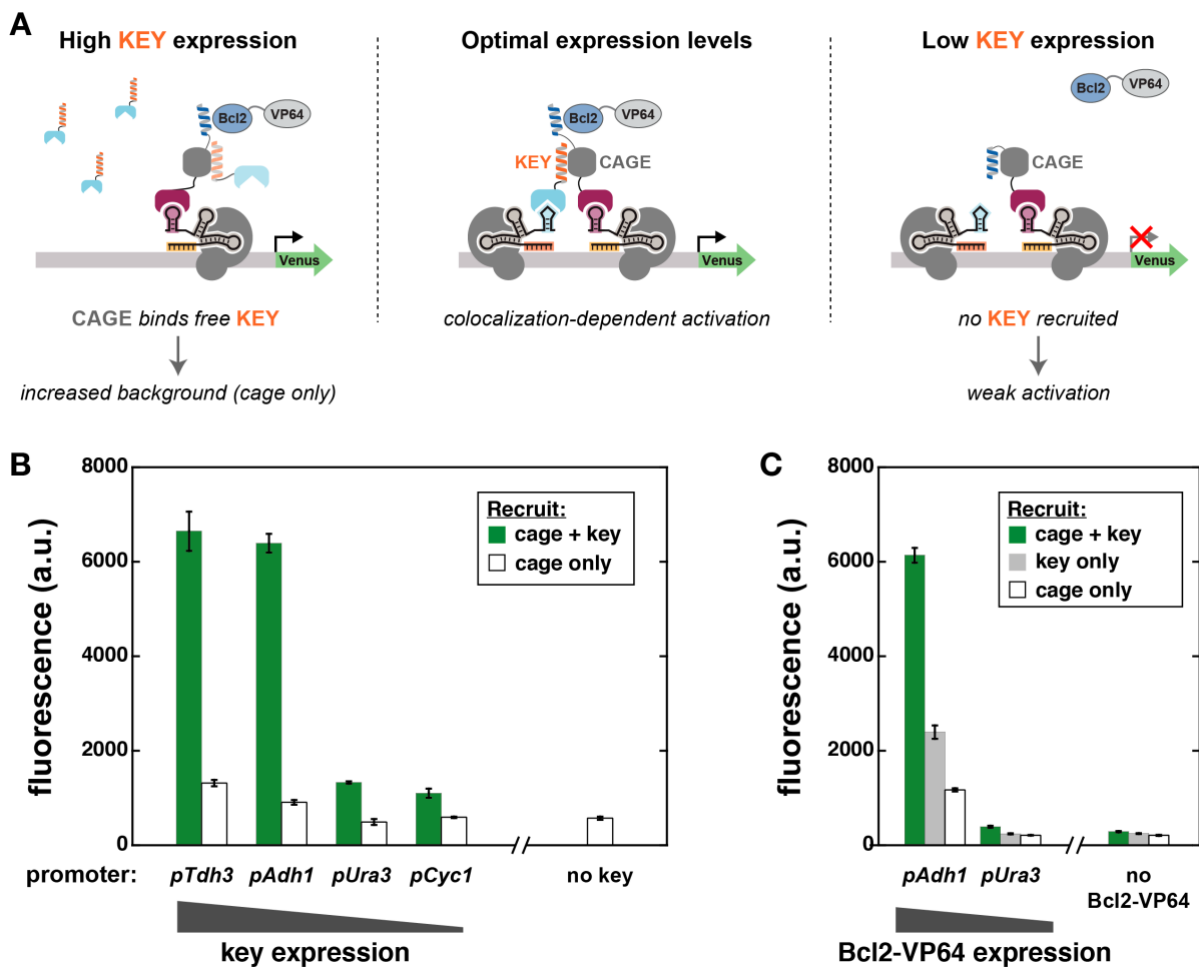 A
High KEY expression
Optimal expression levels
Low KEY expression
Bcl2 VP64
Venus
CAGE binds free KEY
increased background (cage only)
Bcl2 VP64
KEY CAGE
Venus
colocalization-dependent activation
Bcl2 VP64
CAGE
Venus
no KEY recruited
weak activation
B
fluorescence (a.u.)
8000
6000
4000
2000
0
Recruit:
cage + key
cage only
promoter: pTdh3 pAdh1 pUra3 pCyc1 no key
key expression
C
fluorescence (a.u.)
8000
6000
4000
2000
0
Recruit:
cage + key
key only
cage only
pAdh1 pUra3 no
Bcl2-VP64
Bcl2-VP64 expression